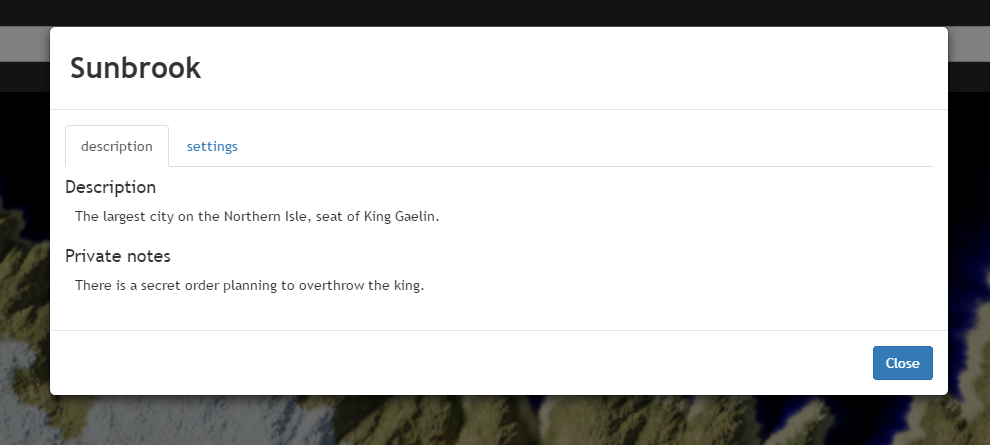 Sunbrook
description settings
Description
The largest city on the Northern Isle, seat of King Gaelin.
Private notes
There is a secret order planning to overthrow the king.
Close